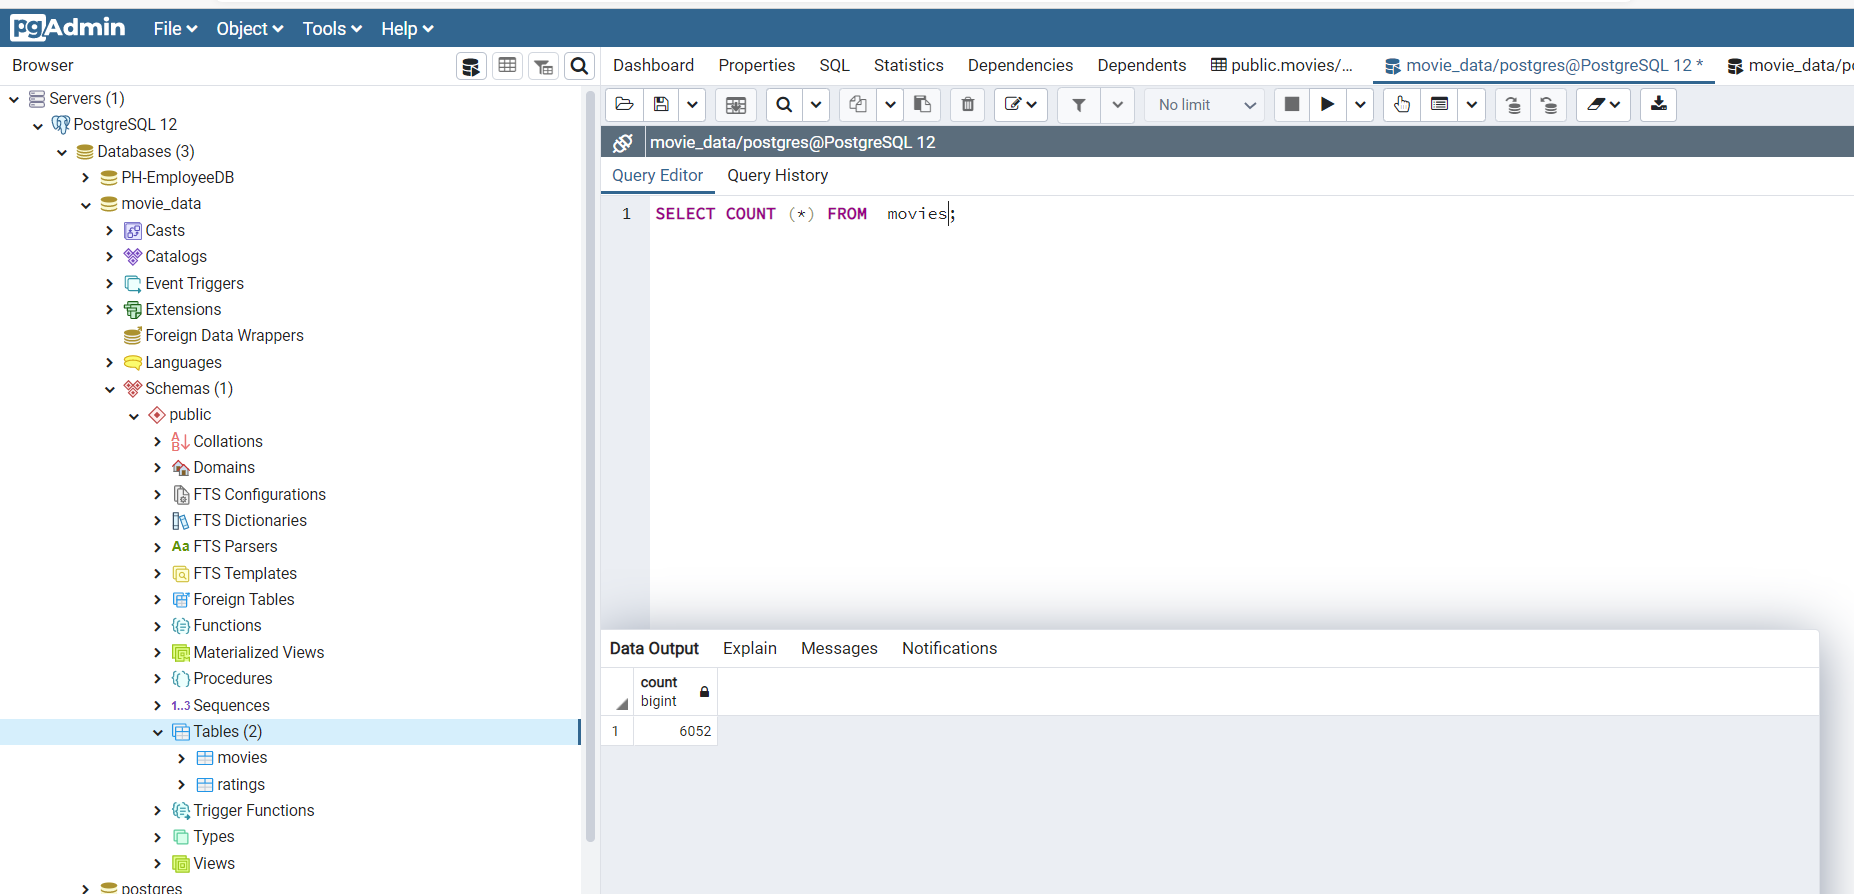 pgAdmin File Object Tools Help
Browser
Dashboard Properties SQL Statistics Dependencies Dependents public.movies/... movie_data/postgres@PostgreSQL 12 * movie_data/po
Servers (1)
PostgreSQL 12
Databases (3)
PH-EmployeeDB
movie_data
Casts
Catalogs
Event Triggers
Extensions
Foreign Data Wrappers
Languages
Schemas (1)
public
Collations
Domains
FTS Configurations
FTS Dictionaries
Aa FTS Parsers
FTS Templates
Foreign Tables
Functions
Materialized Views
Procedures
1..3 Sequences
Tables (2)
movies
ratings
Trigger Functions
Types
Views
postgres
No limit
movie_data/postgres@PostgreSQL 12
Query Editor Query History
1 SELECT COUNT (*) FROM  movies;
Data Output Explain Messages Notifications
count
bigint
1 6052